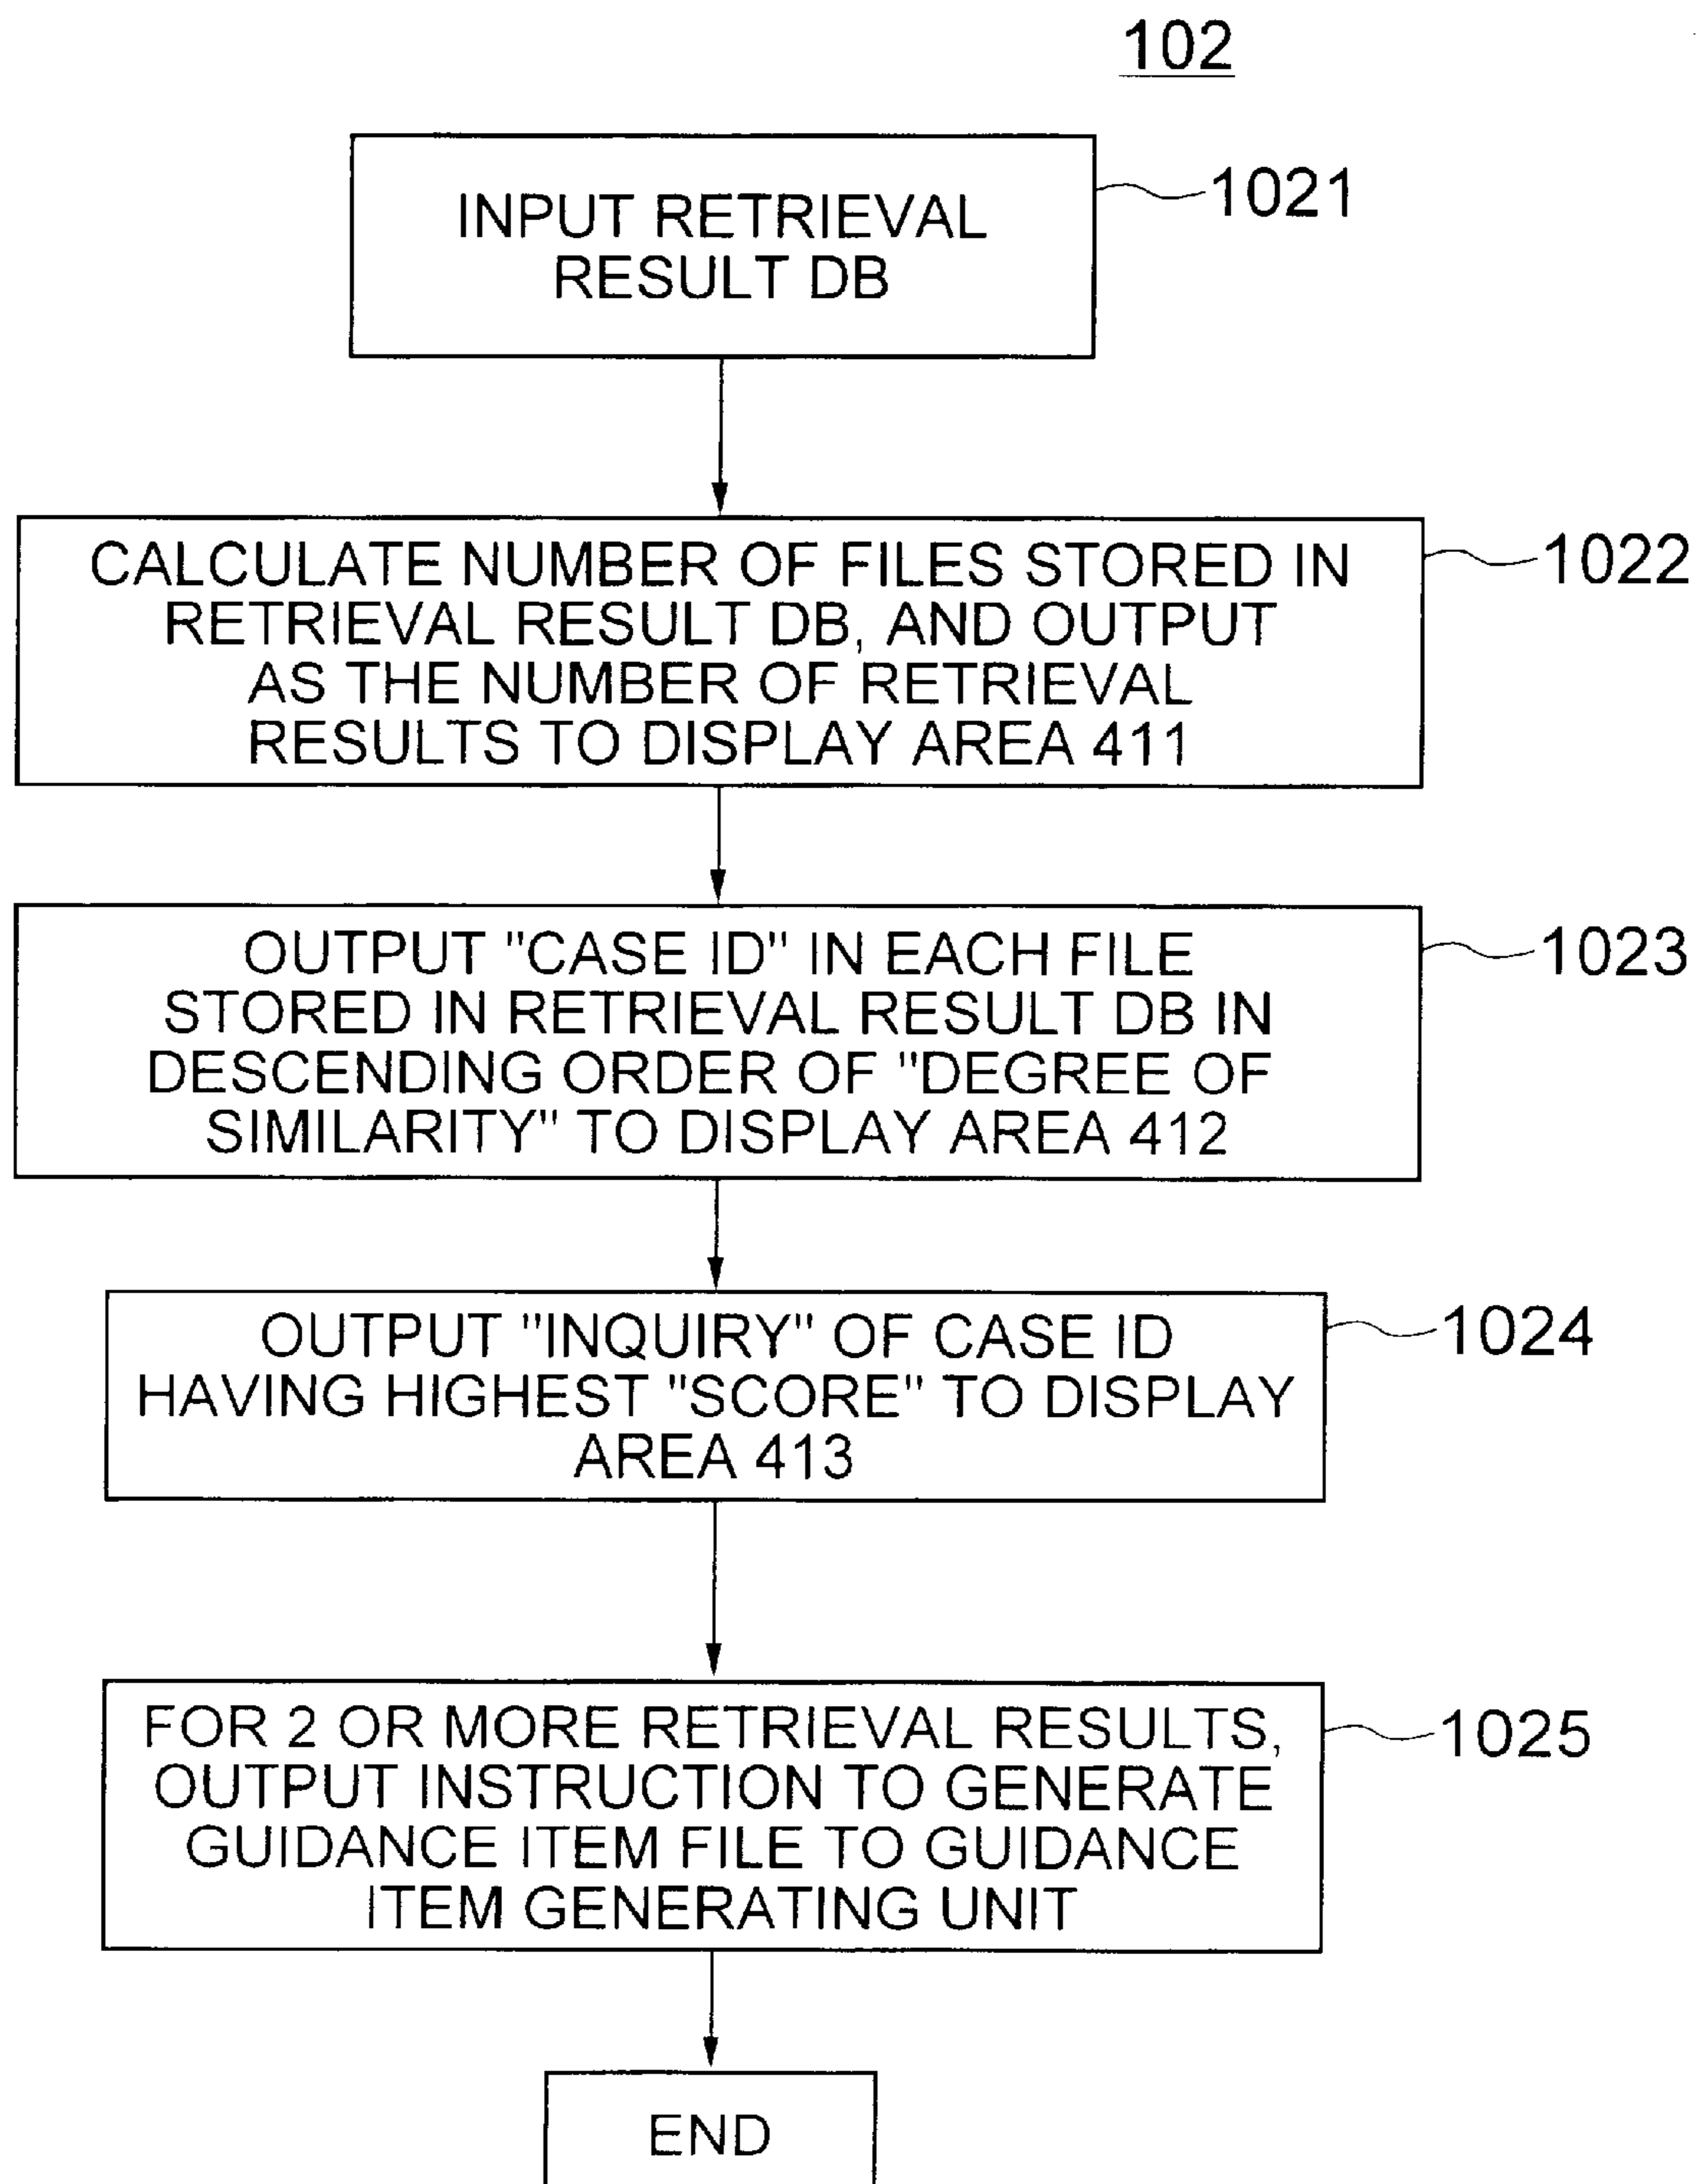 102
INPUT RETRIEVAL
RESULT DB
1021
CALCULATE NUMBER OF FILES STORED IN
RETRIEVAL RESULT DB, AND OUTPUT
AS THE NUMBER OF RETRIEVAL
RESULTS TO DISPLAY AREA 411
1022
OUTPUT "CASE ID" IN EACH FILE
STORED IN RETRIEVAL RESULT DB IN
DESCENDING ORDER OF "DEGREE OF
SIMILARITY" TO DISPLAY AREA 412
1023
OUTPUT "INQUIRY" OF CASE ID
HAVING HIGHEST "SCORE" TO DISPLAY
AREA 413
1024
FOR 2 OR MORE RETRIEVAL RESULTS,
OUTPUT INSTRUCTION TO GENERATE
GUIDANCE ITEM FILE TO GUIDANCE
ITEM GENERATING UNIT
1025
END